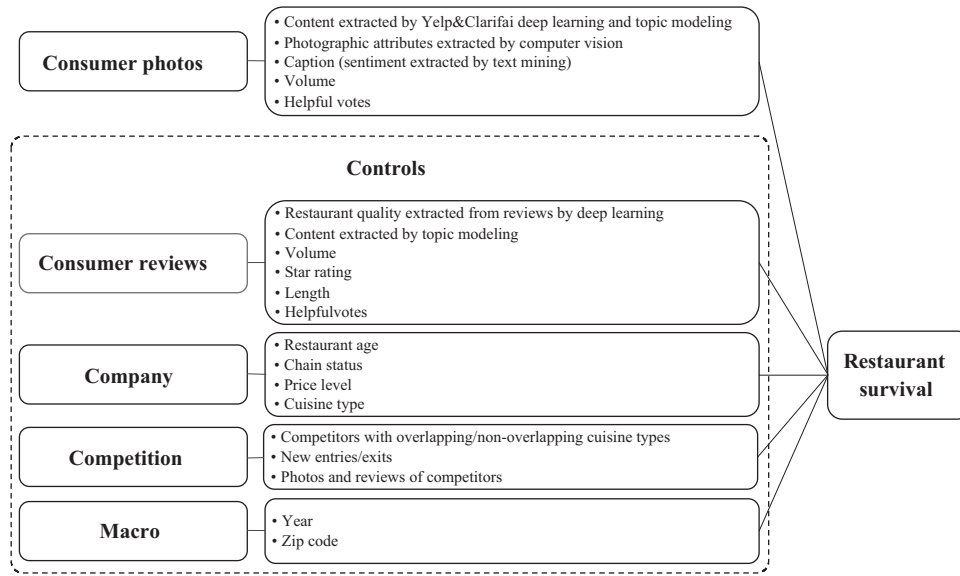 Consumer photos
• Content extracted by Yelp&Clarifai deep learning and topic modeling
• Photographic attributes extracted by computer vision
• Caption (sentiment extracted by text mining)
• Volume
• Helpful votes
Controls
Consumer reviews
• Restaurant quality extracted from reviews by deep learning
• Content extracted by topic modeling
• Volume
• Star rating
• Length
• Helpfulvotes
Company
• Restaurant age
• Chain status
• Price level
• Cuisine type
Competition
• Competitors with overlapping/non-overlapping cuisine types
• New entries/exits
• Photos and reviews of competitors
Macro
• Year
• Zip code
Restaurant
survival